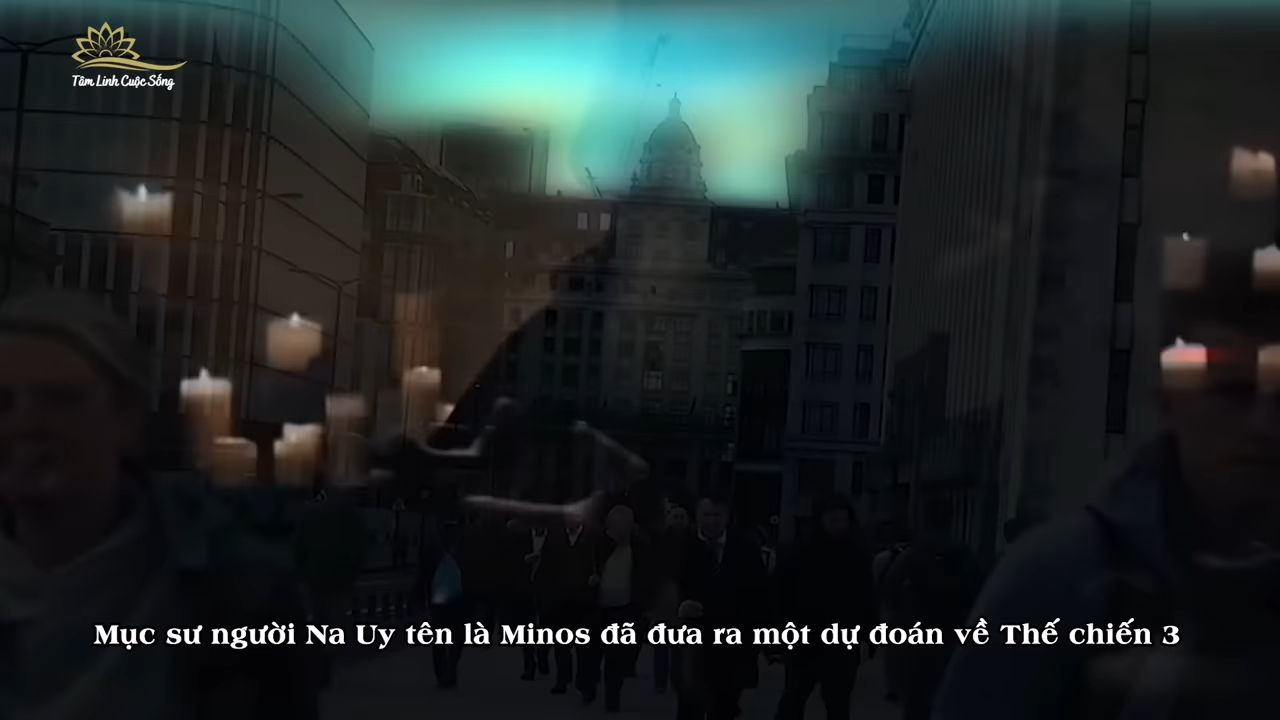 Tâm Linh Cuộc Sống
Mục sư người Na Uy tên là Minos đã đưa ra một dự đoán về Thế chiến 3